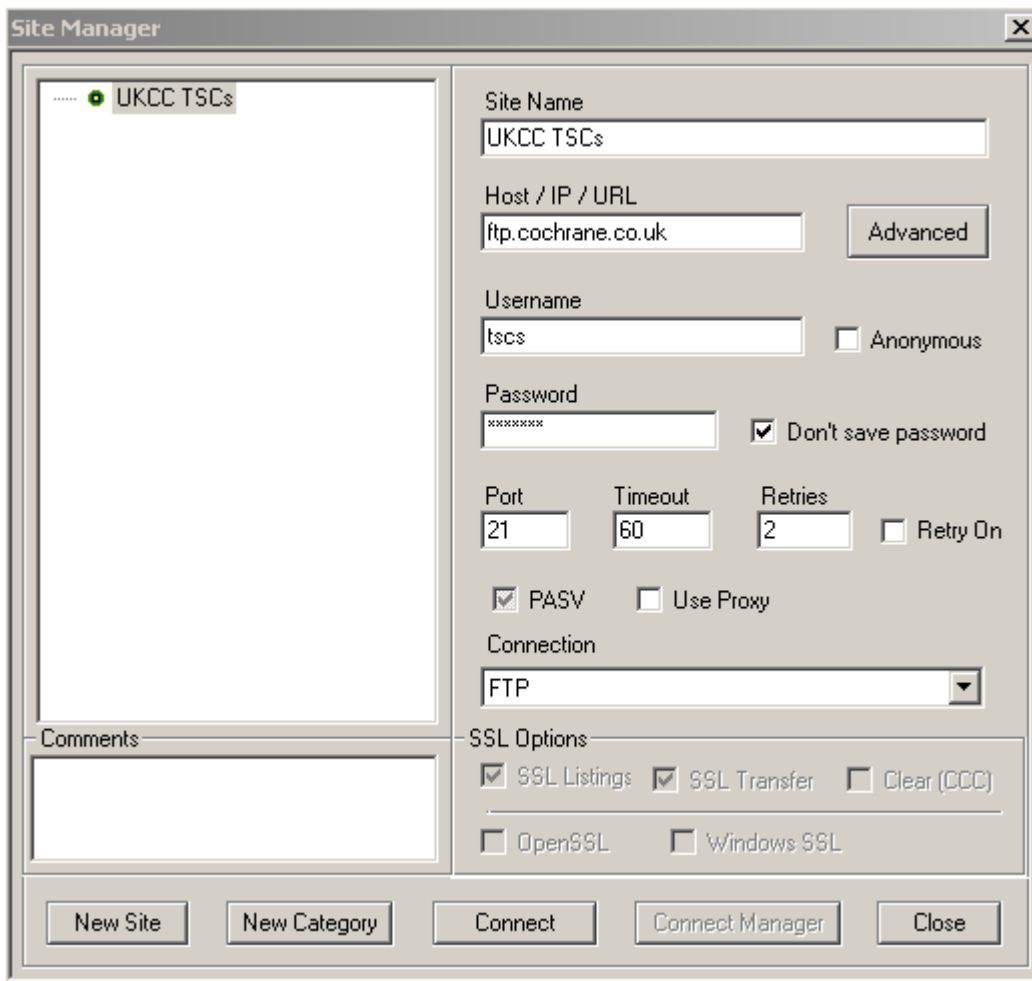 Site Manager
UKCC TSCs
Site Name
UKCC TSCs
Host / IP / URL
ftp.cochrane.co.uk
Advanced
Username
tscs
Anonymous
Password
*******
Don't save password
Port Timeout Retries
21 60 2 Retry On
PASV Use Proxy
Connection
FTP
Comments
SSL Options
SSL Listings SSL Transfer Clear (CCC)
OpenSSL Windows SSL
New Site New Category Connect Connect Manager Close